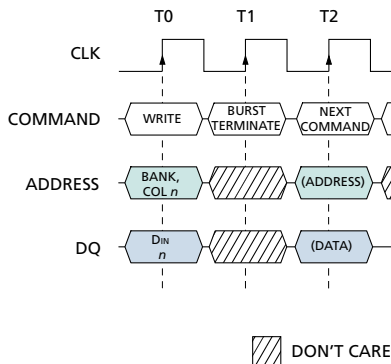 T0 T1 T2
CLK
COMMAND WRITE BURST TERMINATE NEXT COMMAND
ADDRESS BANK, COL n (ADDRESS)
DQ DIN n (DATA)
DON'T CARE